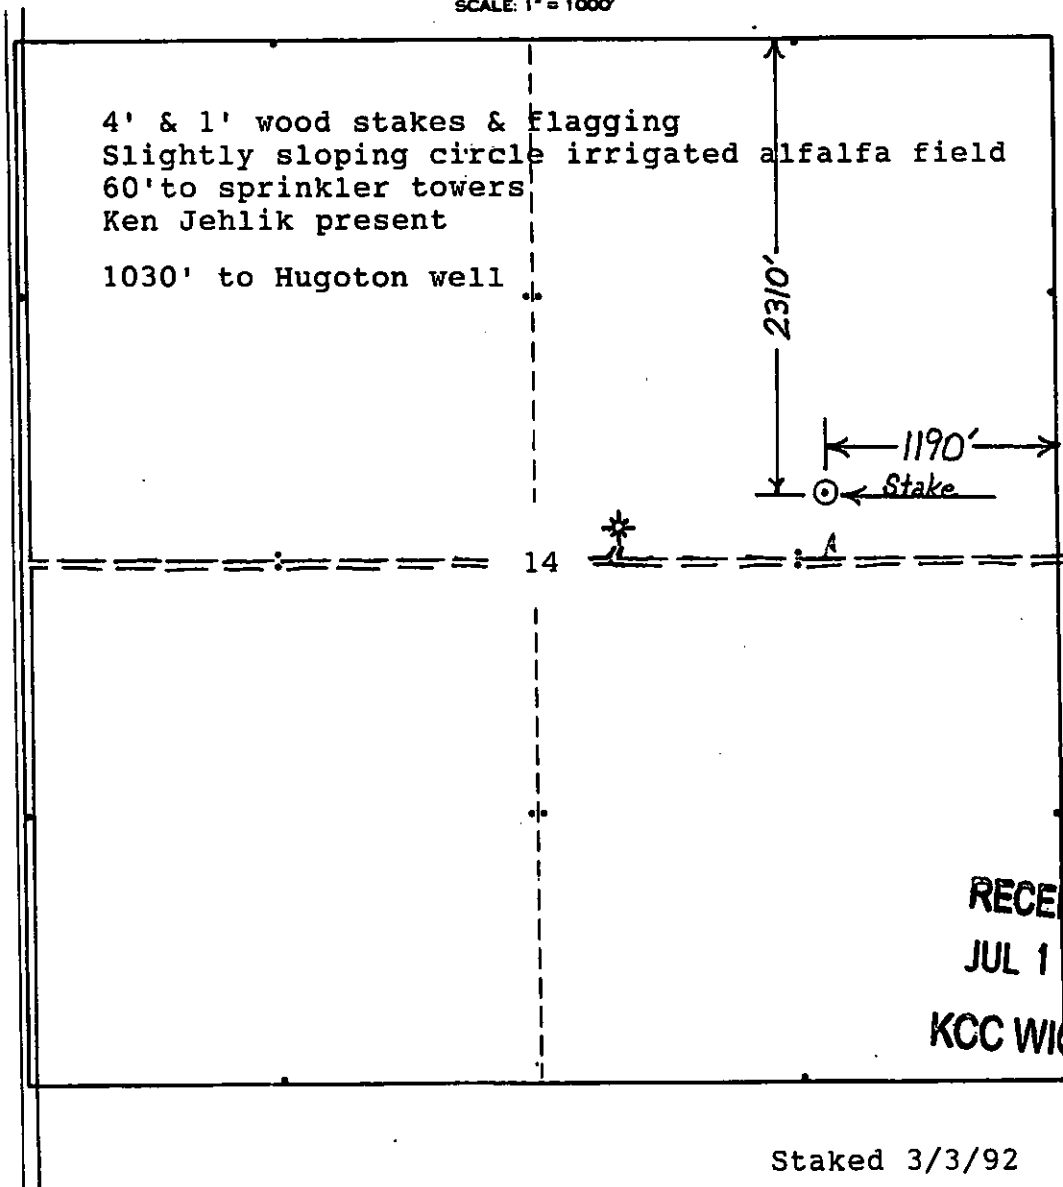 SCALE: 1" = 1000'
4' & 1' wood stakes & flagging
Slightly sloping circle irrigated alfalfa field
60'to sprinkler towers
Ken Jehlik present
1030' to Hugoton well
2310'
1190'
Stake
14
RECE
JUL 1
KCC WIC
Staked 3/3/92